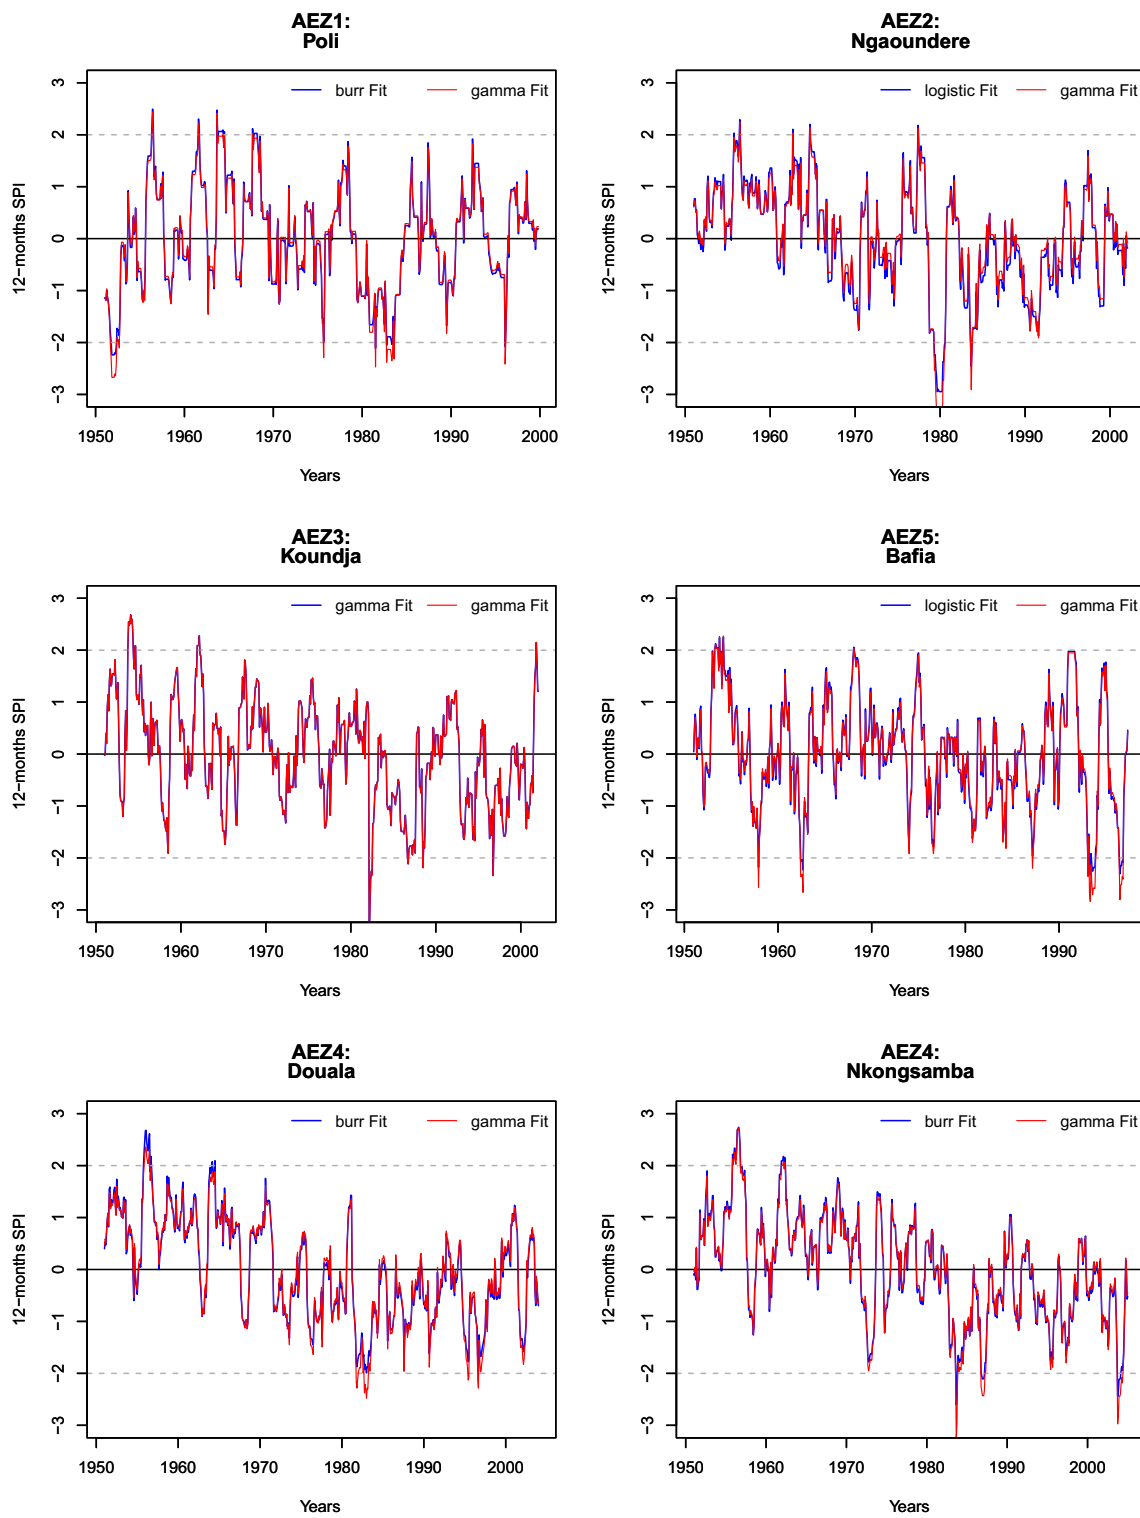 AEZ1:
Poli
burr Fit
gamma Fit
12−months SPI
3
2
1
0
−1
−2
−3
1950 1960 1970 1980 1990 2000
Years
AEZ2:
Ngaoundere
logistic Fit
gamma Fit
12−months SPI
3
2
1
0
−1
−2
−3
1950 1960 1970 1980 1990 2000
Years
AEZ3:
Koundja
gamma Fit
gamma Fit
12−months SPI
3
2
1
0
−1
−2
−3
1950 1960 1970 1980 1990 2000
Years
AEZ5:
Bafia
logistic Fit
gamma Fit
12−months SPI
3
2
1
0
−1
−2
−3
1950 1960 1970 1980 1990
Years
AEZ4:
Douala
burr Fit
gamma Fit
12−months SPI
3
2
1
0
−1
−2
−3
1950 1960 1970 1980 1990 2000
Years
AEZ4:
Nkongsamba
burr Fit
gamma Fit
12−months SPI
3
2
1
0
−1
−2
−3
1950 1960 1970 1980 1990 2000
Years